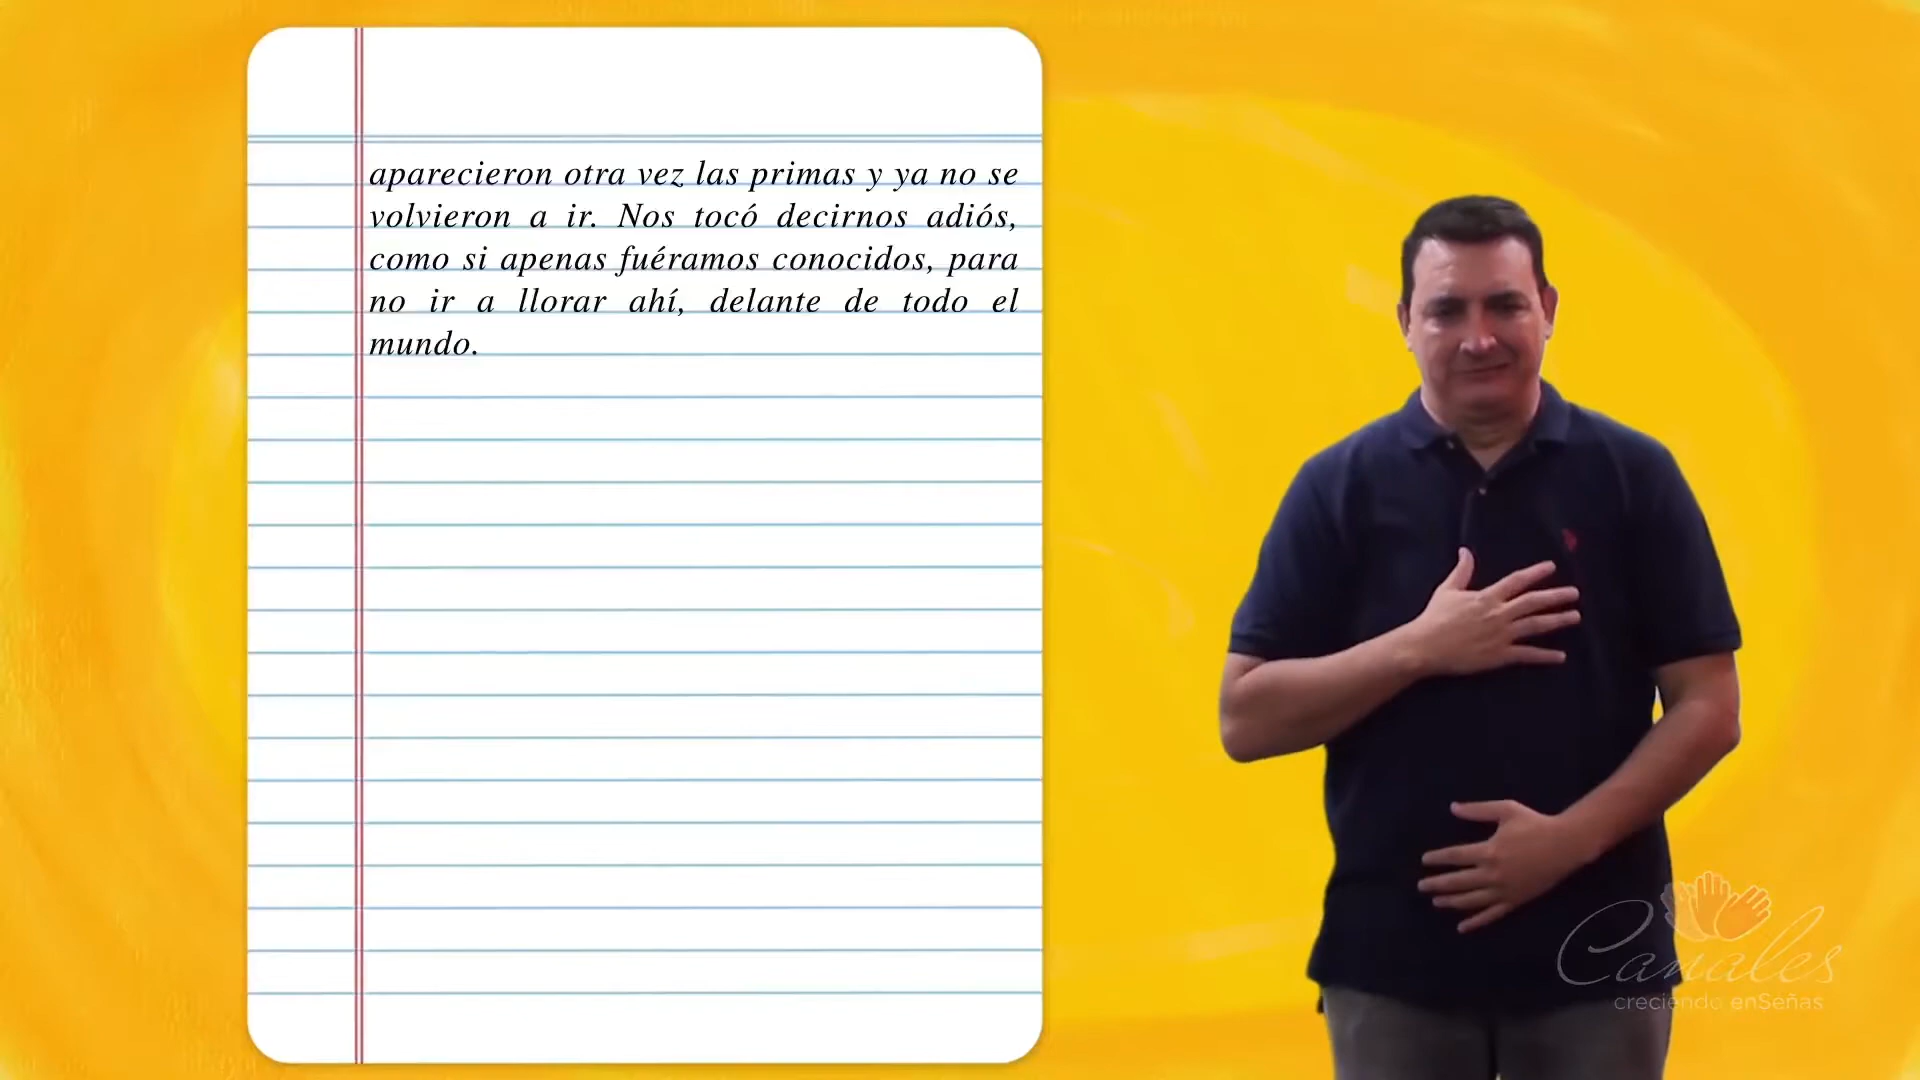 aparecieron otra vez las primas y ya no se
volvieron a ir. Nos tocó decirnos adiós,
como si apenas fuéramos conocidos, para
no ir a llorar ahí, delante de todo el
mundo.
Canales
creciendo enSeñas